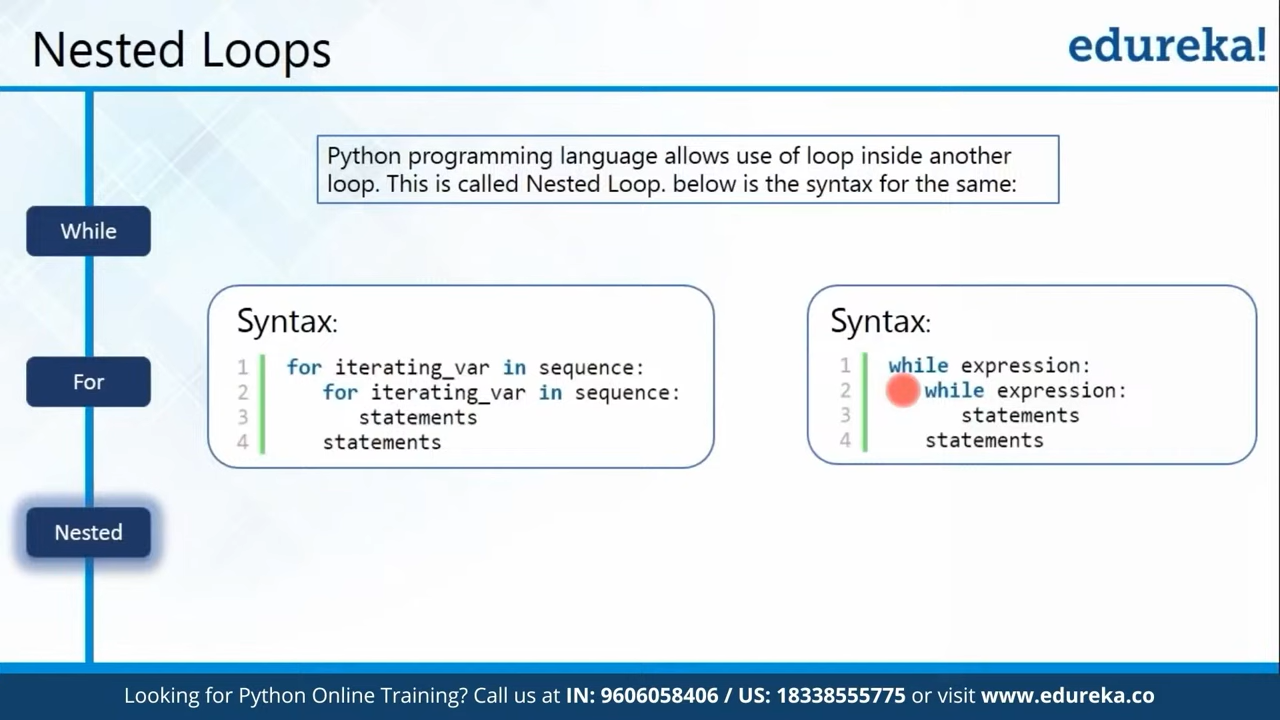 Nested Loops
edureka!
Python programming language allows use of loop inside another
loop. This is called Nested Loop. below is the syntax for the same:
While
For
Nested
Syntax:
1 for iterating_var in sequence:
2 for iterating_var in sequence:
3 statements
4 statements
Syntax:
1 while expression:
2 while expression:
3 statements
4 statements
Looking for Python Online Training? Call us at IN: 9606058406 / US: 18338555775 or visit www.edureka.co